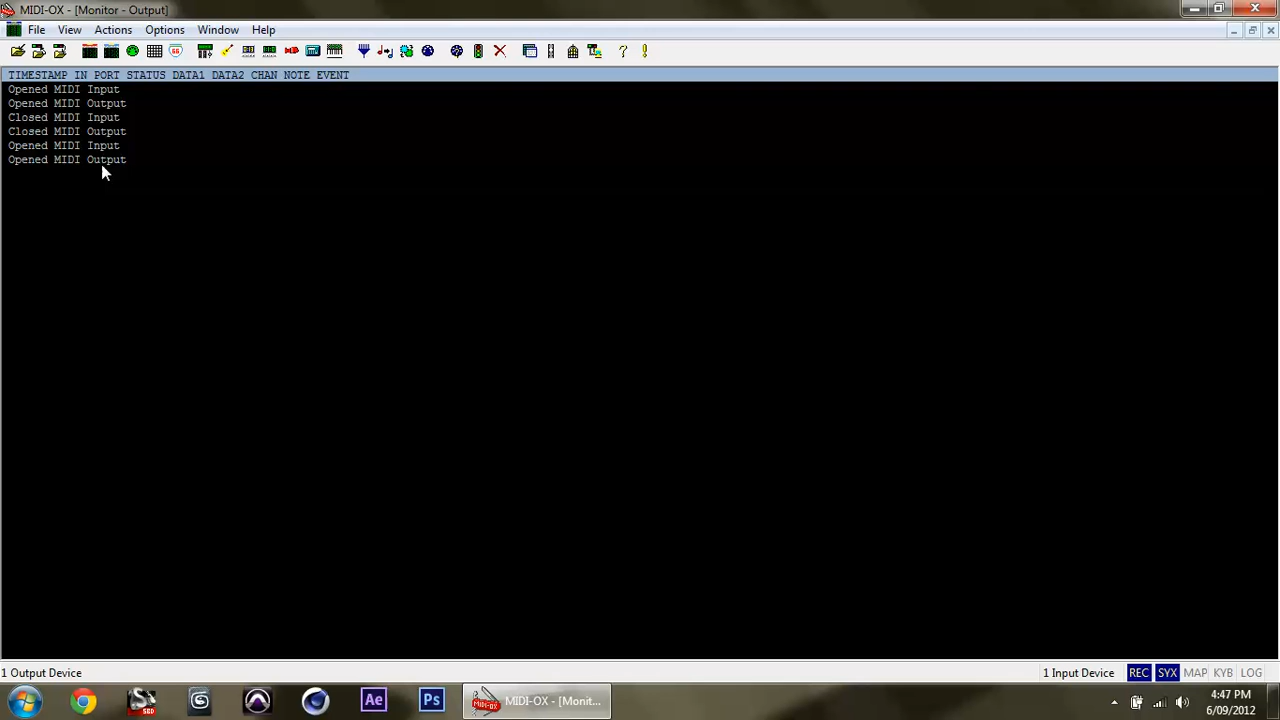 MIDI-OX - [Monitor - Output]
File View Actions Options Window Help
TIMESTAMP IN PORT STATUS DATA1 DATA2 CHAN NOTE EVENT
Opened MIDI Input
Opened MIDI Output
Closed MIDI Input
Closed MIDI Output
Opened MIDI Input
Opened MIDI Output
1 Output Device
1 Input Device REC SYX MAP KYB LOG
Ae Ps MIDI-OX - [Monit...
4:47 PM
6/09/2012